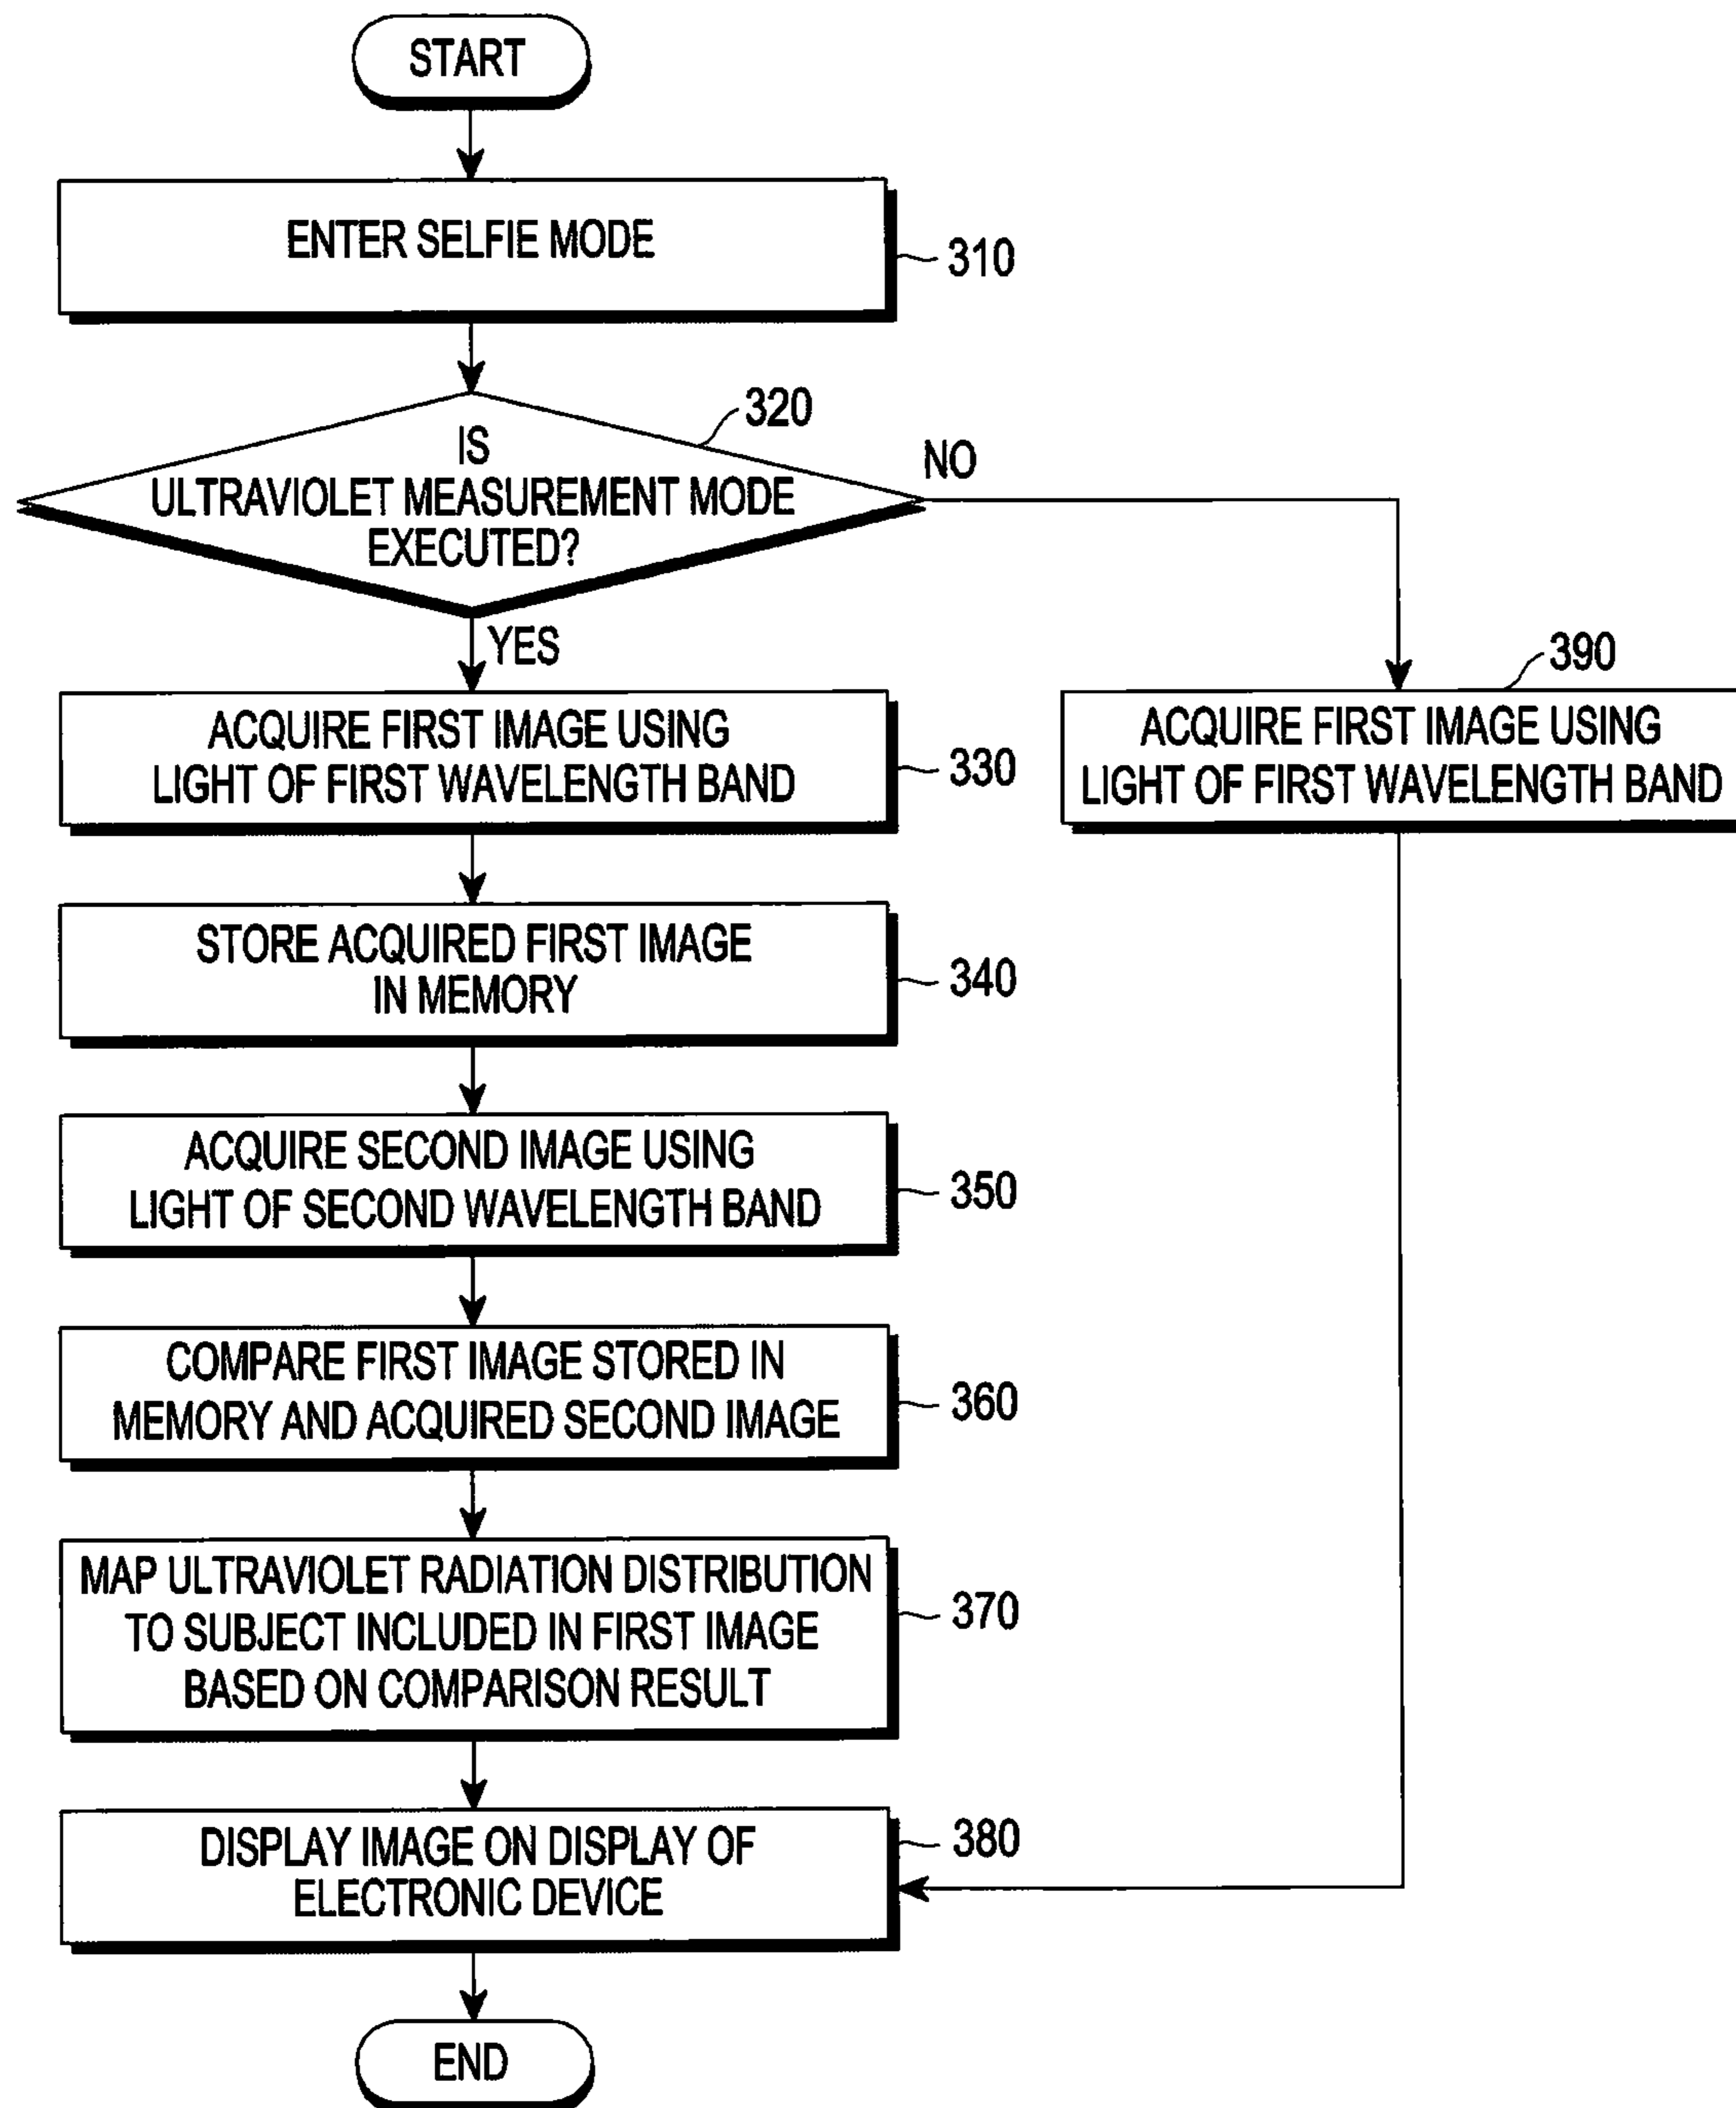 START
ENTER SELFIE MODE
310
320
IS
ULTRAVIOLET MEASUREMENT MODE
EXECUTED?
NO
YES
ACQUIRE FIRST IMAGE USING
LIGHT OF FIRST WAVELENGTH BAND
330
390
ACQUIRE FIRST IMAGE USING
LIGHT OF FIRST WAVELENGTH BAND
STORE ACQUIRED FIRST IMAGE
IN MEMORY
340
ACQUIRE SECOND IMAGE USING
LIGHT OF SECOND WAVELENGTH BAND
350
COMPARE FIRST IMAGE STORED IN
MEMORY AND ACQUIRED SECOND IMAGE
360
MAP ULTRAVIOLET RADIATION DISTRIBUTION
TO SUBJECT INCLUDED IN FIRST IMAGE
BASED ON COMPARISON RESULT
370
DISPLAY IMAGE ON DISPLAY OF
ELECTRONIC DEVICE
380
END